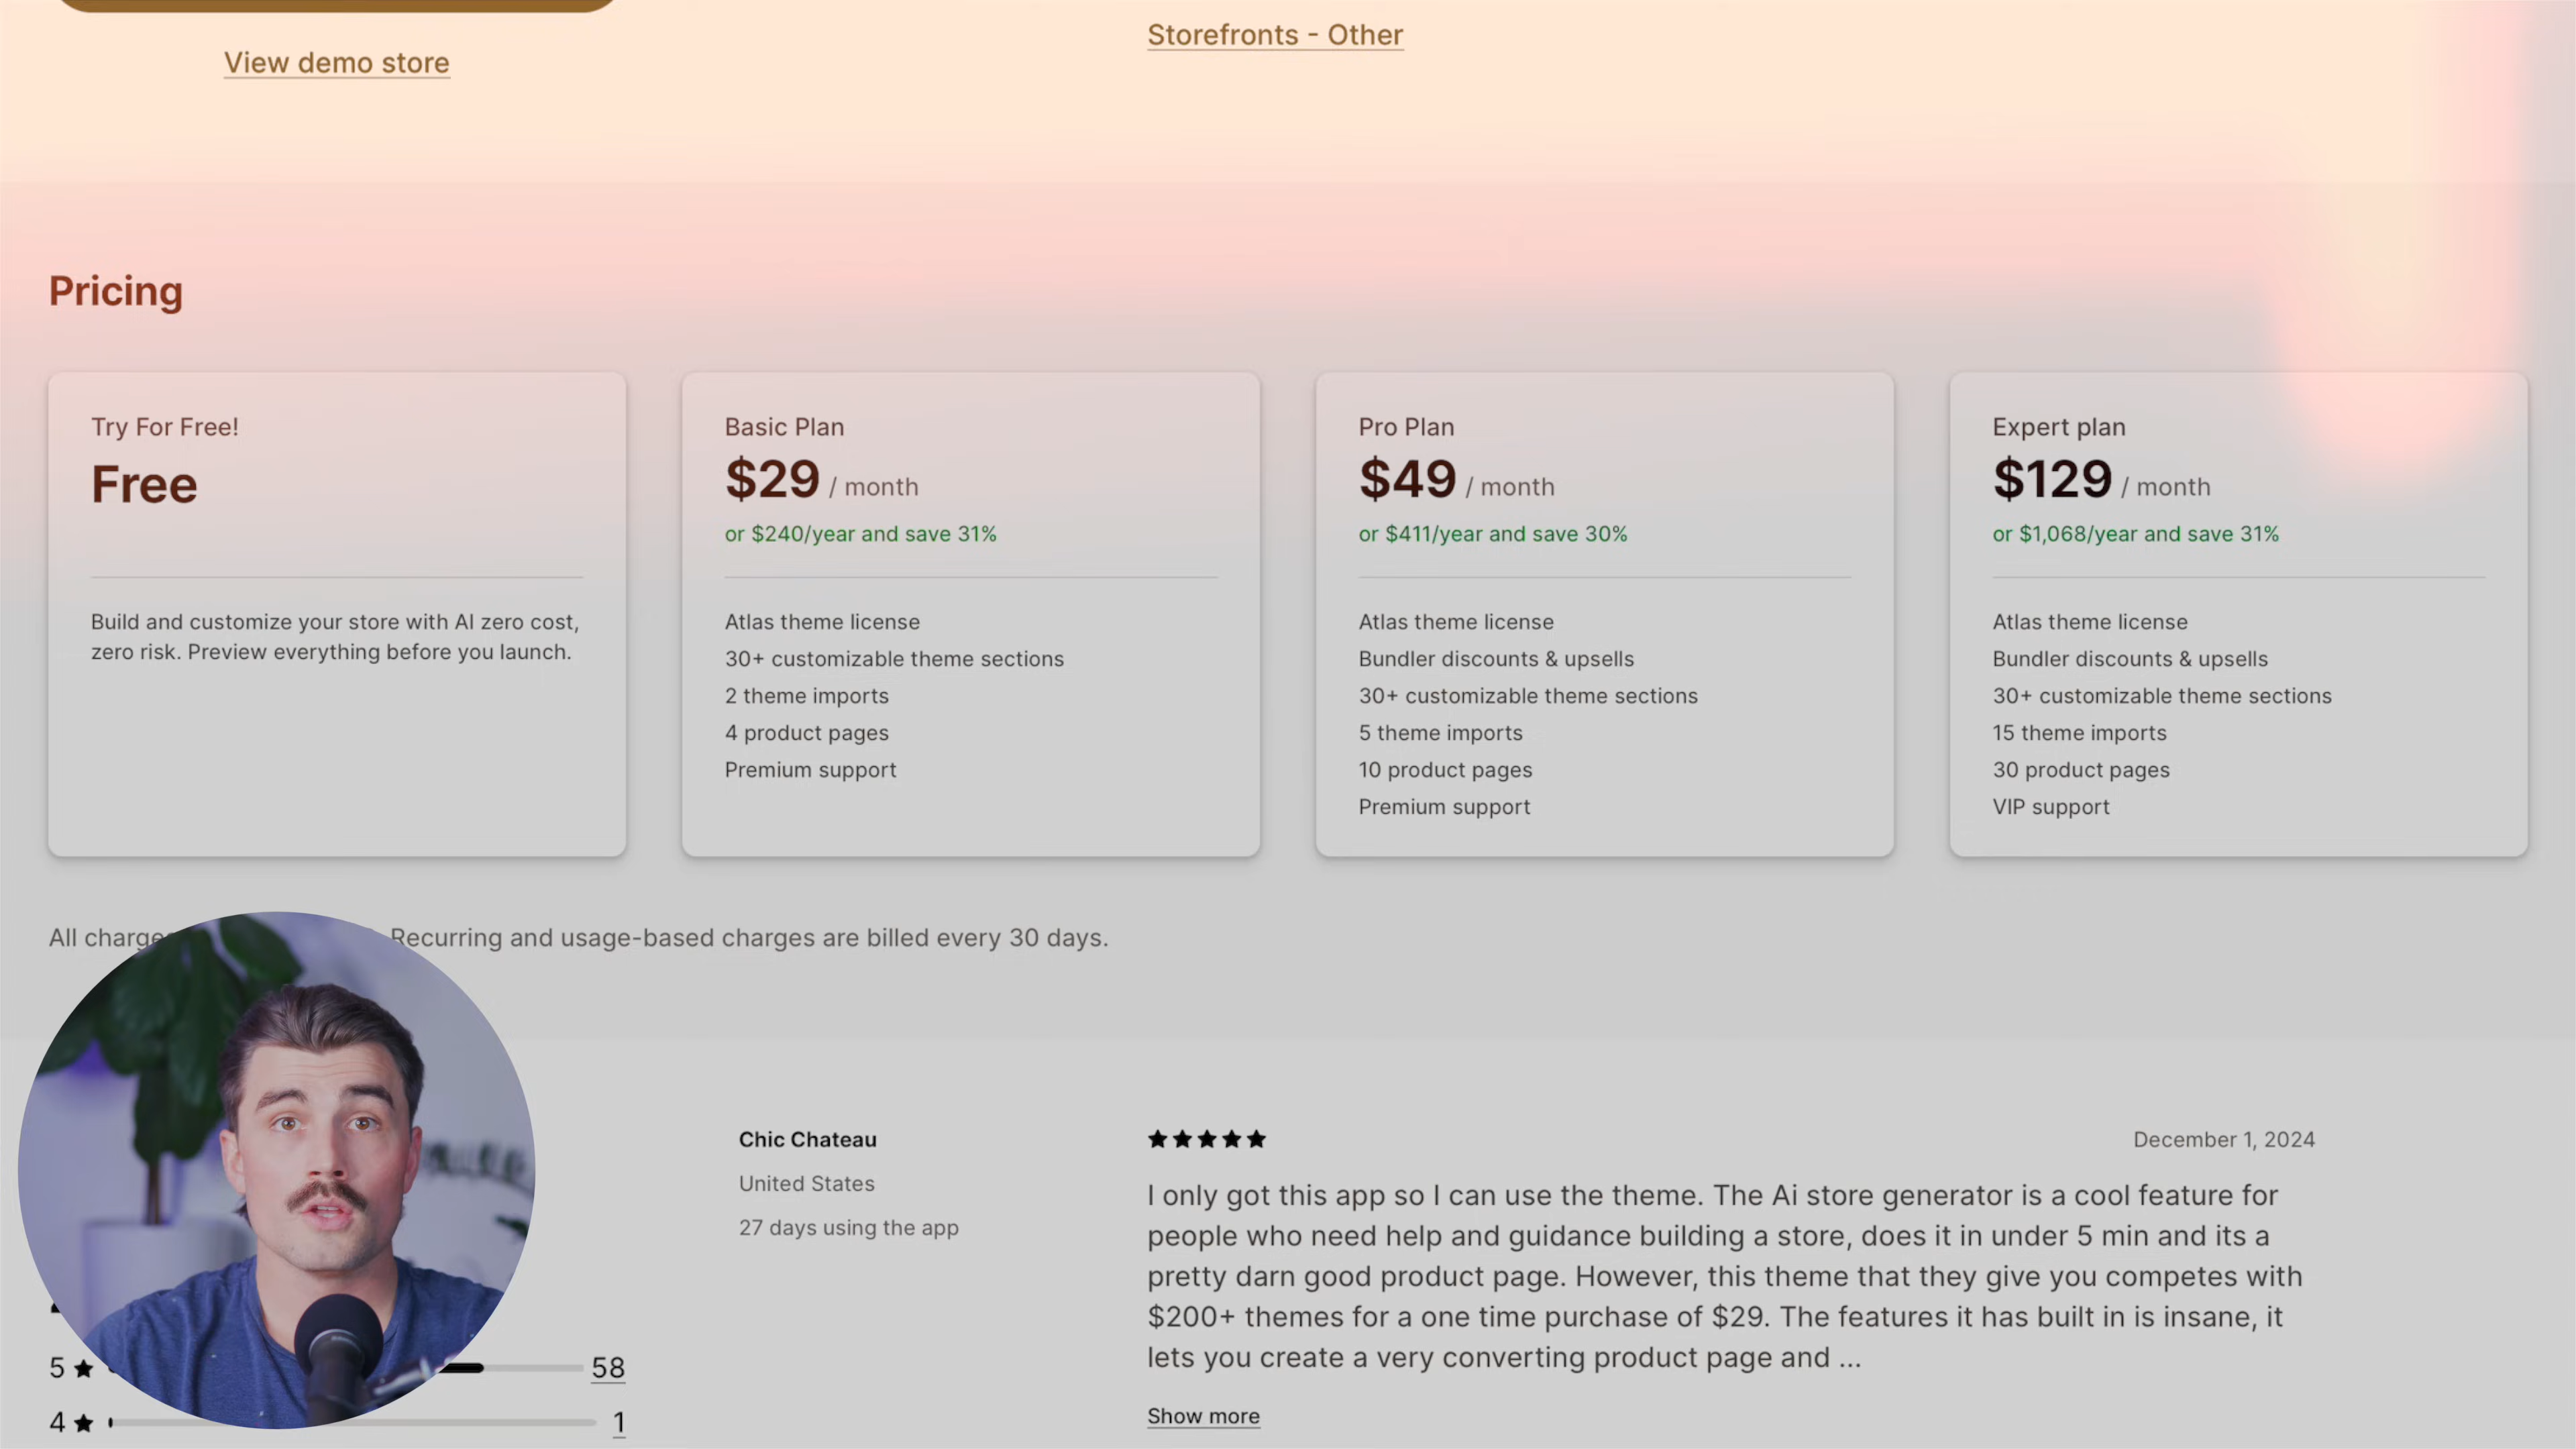 View demo store
Storefronts - Other
Pricing
Try For Free!
Free
Build and customize your store with AI zero cost,
zero risk. Preview everything before you launch.
Basic Plan
$29 / month
or $240/year and save 31%
Atlas theme license
30+ customizable theme sections
2 theme imports
4 product pages
Premium support
Pro Plan
$49 / month
or $411/year and save 30%
Atlas theme license
Bundler discounts & upsells
30+ customizable theme sections
5 theme imports
10 product pages
Premium support
Expert plan
$129 / month
or $1,068/year and save 31%
Atlas theme license
Bundler discounts & upsells
30+ customizable theme sections
15 theme imports
30 product pages
VIP support
All Recurring and usage-based charges are billed every 30 days.
5 ★ 58
4 ★ 1
Chic Chateau
United States
27 days using the app
★★★★★
December 1, 2024
I only got this app so I can use the theme. The Ai store generator is a cool feature for
people who need help and guidance building a store, does it in under 5 min and its a
pretty darn good product page. However, this theme that they give you competes with
$200+ themes for a one time purchase of $29. The features it has built in is insane, it
lets you create a very converting product page and ...
Show more